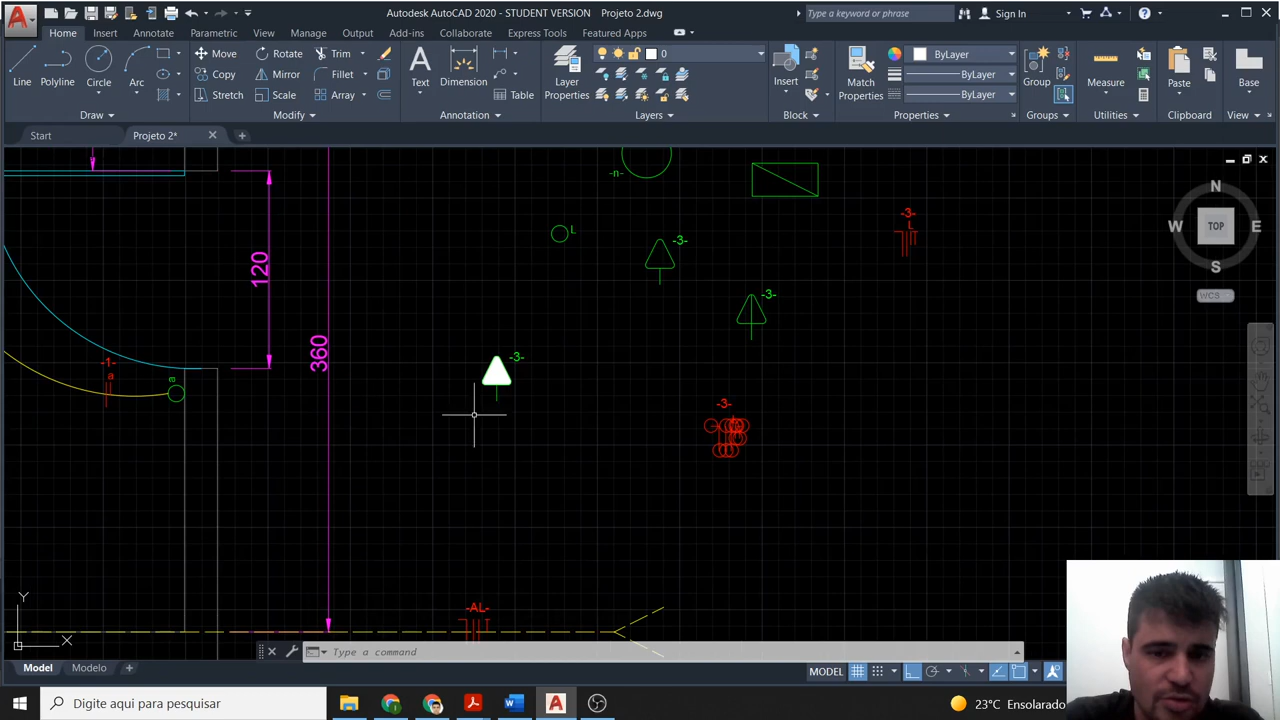 Autodesk AutoCAD 2020 - STUDENT VERSION Projeto 2.dwg
Type a keyword or phrase
Sign In
Home Insert Annotate Parametric View Manage Output Add-ins Collaborate Express Tools Featured Apps
Line Polyline Circle Arc
Move Rotate Trim
Copy Mirror Fillet
Stretch Scale Array
Text Dimension Table
Layer Properties
0
Insert
Match Properties
ByLayer
ByLayer
ByLayer
Group
Measure
Paste
Base
Draw Modify Annotation Layers Block Properties Groups Utilities Clipboard View
Start Projeto 2*
-n-
L
-3-
-3-
L
N
W TOP E
S
WCS
120
360
-3-
-3-
-3-
-1-
a
a
-AL-
Y
X
Type a command
Model Modelo
MODEL
Digite aqui para pesquisar
23°C Ensolarado